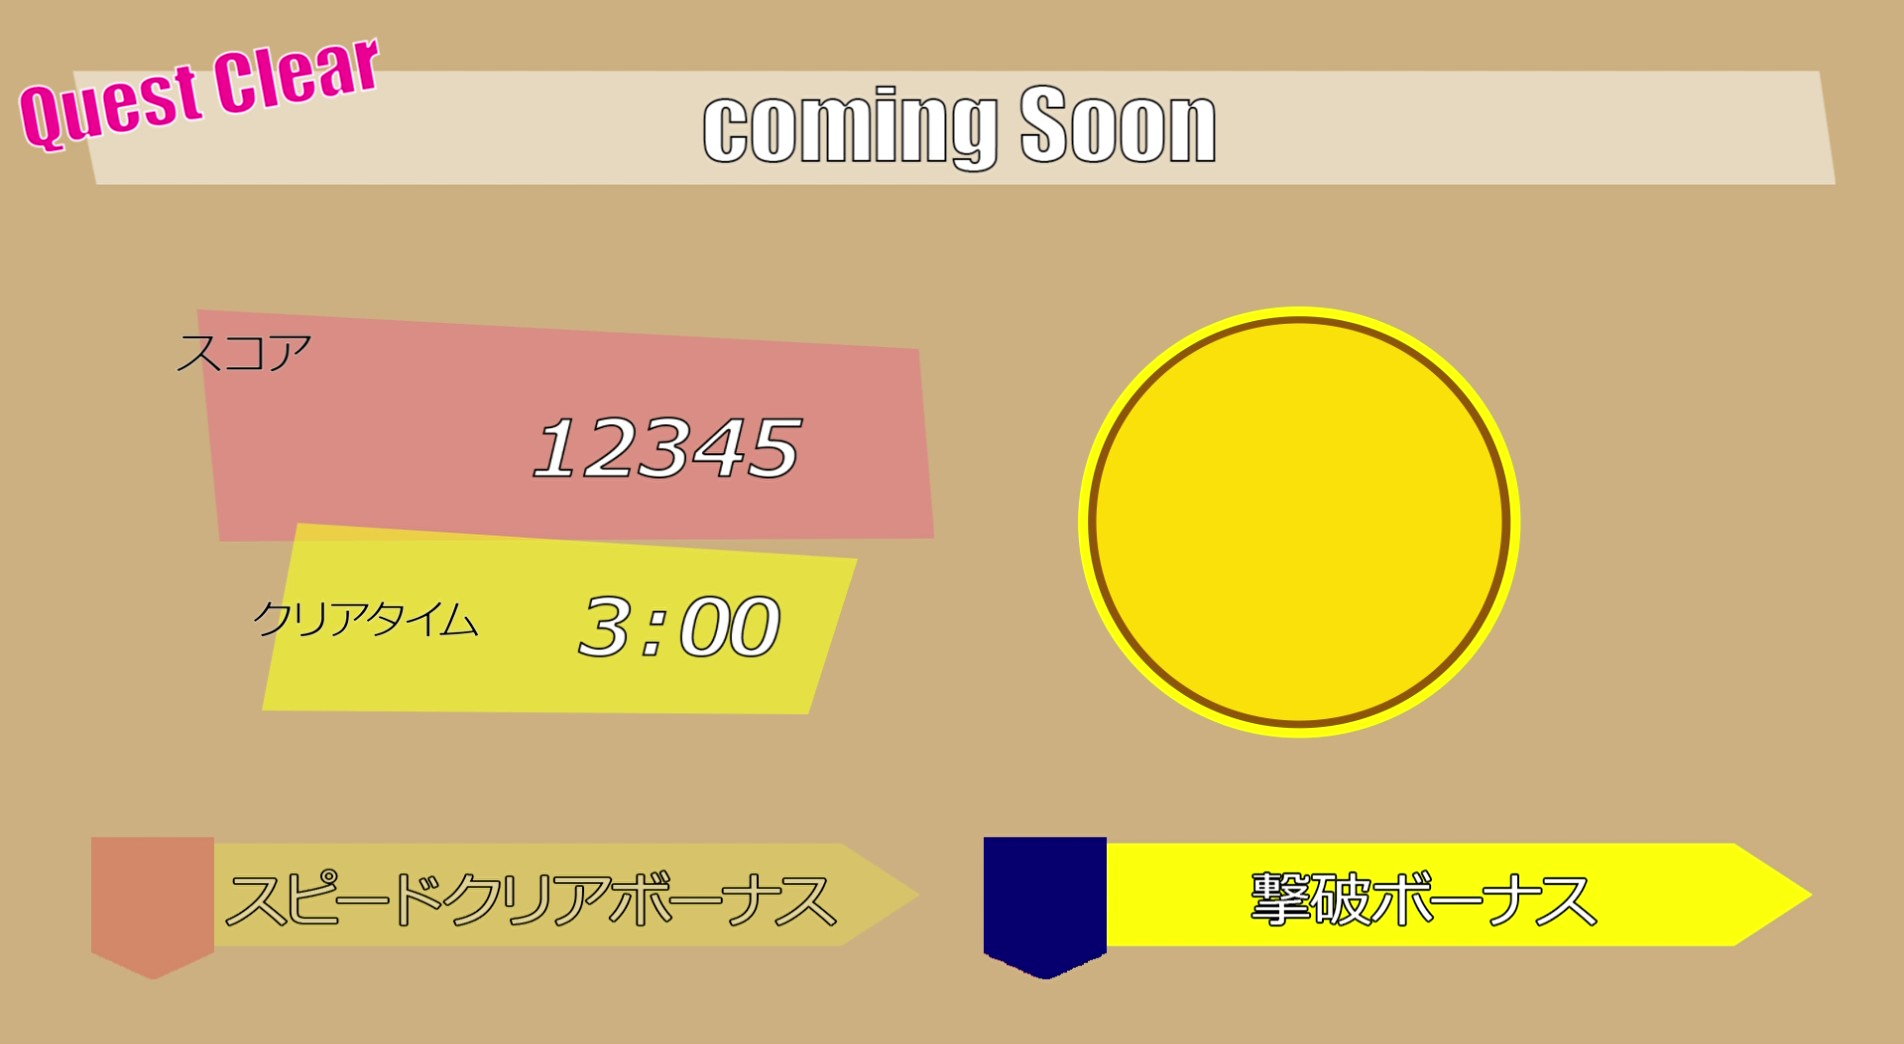 Quest Clear
coming Soon
スコア
12345
クリアタイム
3:00
スピードクリアボーナス
撃破ボーナス